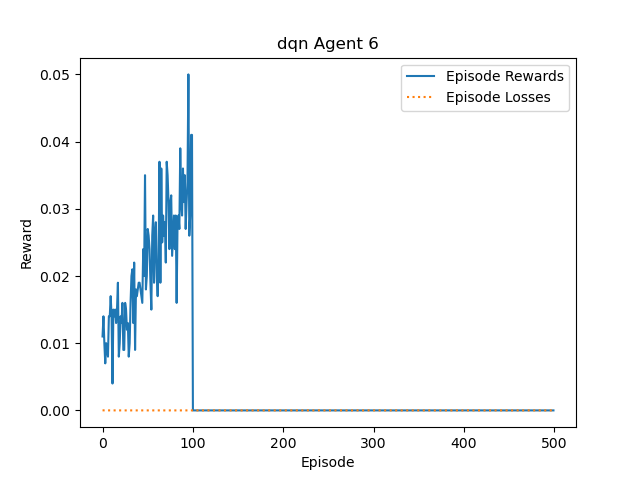 dqn Agent 6
Episode Rewards
Episode Losses
Reward
0.05
0.04
0.03
0.02
0.01
0.00
0 100 200 300 400 500
Episode